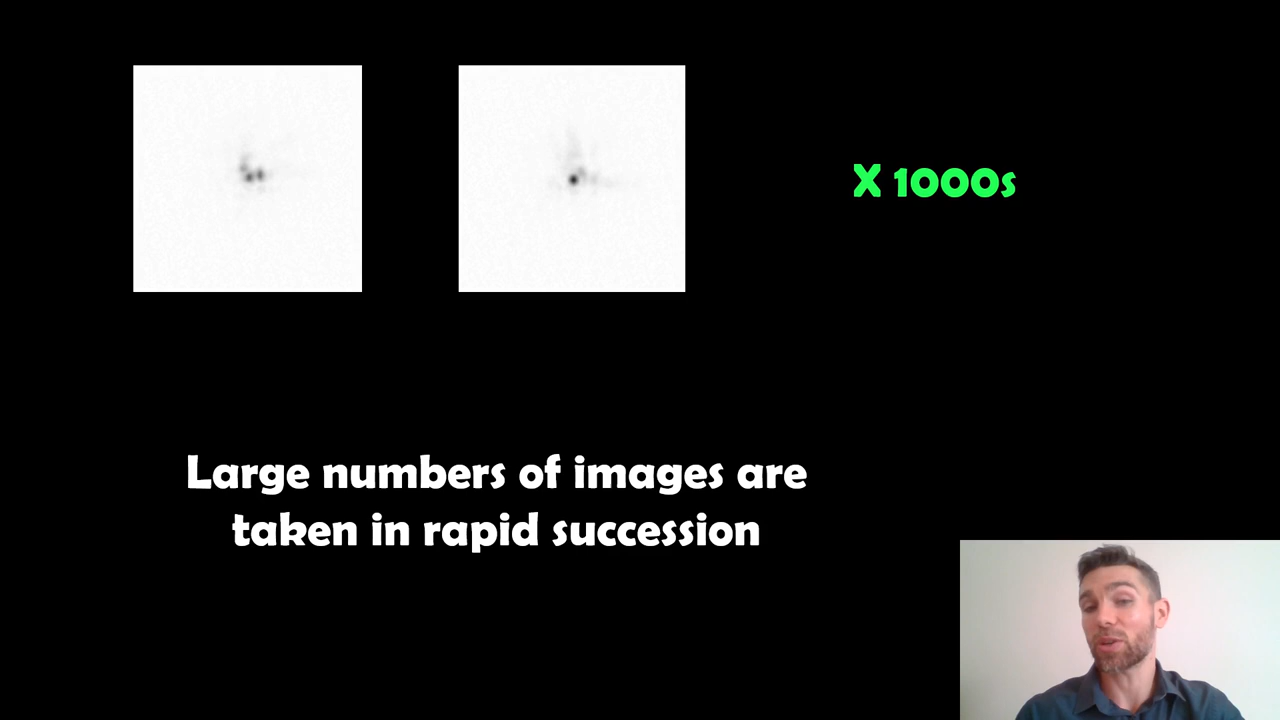 X 1000s
Large numbers of images are
taken in rapid succession